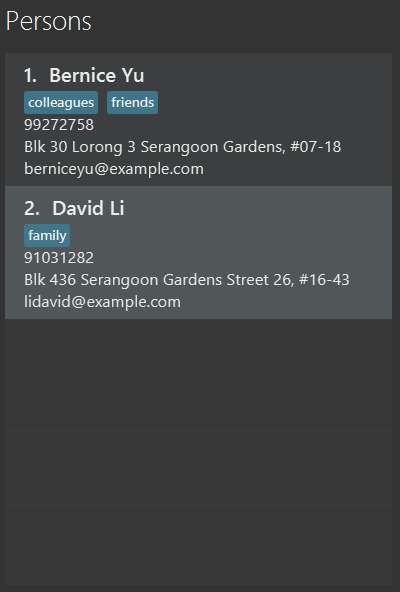 Persons
1. Bernice Yu
colleagues friends
99272758
Blk 30 Lorong 3 Serangoon Gardens, #07-18
berniceyu@example.com
2. David Li
family
91031282
Blk 436 Serangoon Gardens Street 26, #16-43
lidavid@example.com